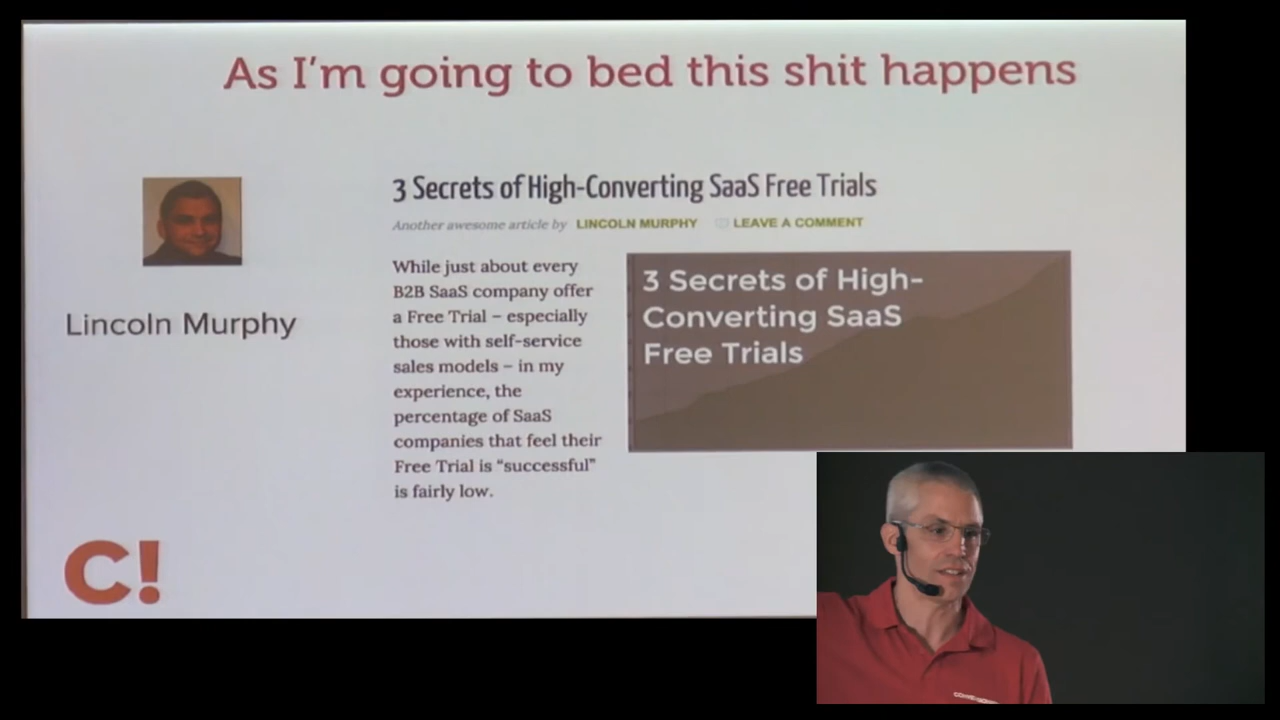 As I'm going to bed this shit happens
3 Secrets of High-Converting SaaS Free Trials
Another awesome article by LINCOLN MURPHY LEAVE A COMMENT
While just about every
B2B SaaS company offer
a Free Trial – especially
those with self-service
sales models – in my
experience, the
percentage of SaaS
companies that feel their
Free Trial is “successful”
is fairly low.
3 Secrets of High-
Converting SaaS
Free Trials
Lincoln Murphy
C!